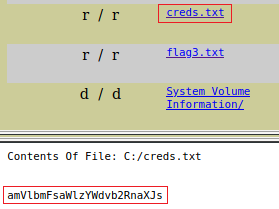 r / r creds.txt
r / r flag3.txt
d / d System Volume
Information/
Contents Of File: C:/creds.txt
amVlbmFsaWlzYWdvb2RnaXJs